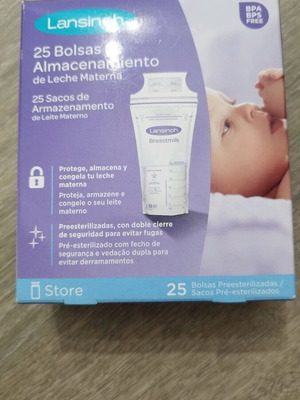 Lansinoh
BPA
BPS
FREE
25 Bolsas de
Almacenamiento
de Leche Materna
25 Sacos de
Armazenamento
de Leite Materno
Lansinoh
Breastmilk
Protege, almacena y
congela tu leche
materna
Proteja, armazene e
congele o seu leite
materno
Preesterilizadas, con doble cierre
de seguridad para evitar fugas
Pré-esterilizado com fecho de
segurança e vedação dupla para
evitar derramamentos
Store
25 Bolsas Preesterilizadas /
Sacos Pré-esterilizados